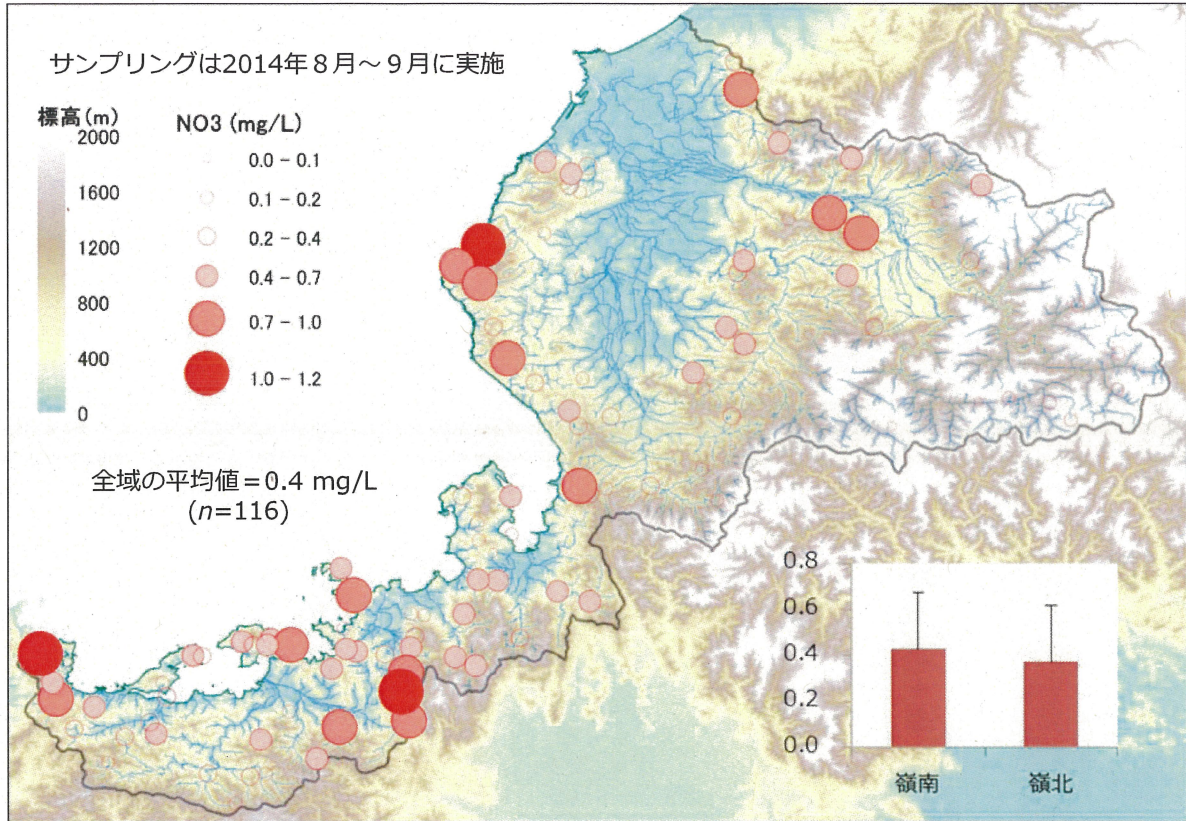 サンプリングは2014年8月～9月に実施
標高(m)
2000
1600
1200
800
400
0
NO3 (mg/L)
0.0 - 0.1
0.1 - 0.2
0.2 - 0.4
0.4 - 0.7
0.7 - 1.0
1.0 - 1.2
全域の平均値＝0.4 mg/L
(n=116)
0.8
0.6
0.4
0.2
0.0
嶺南
嶺北